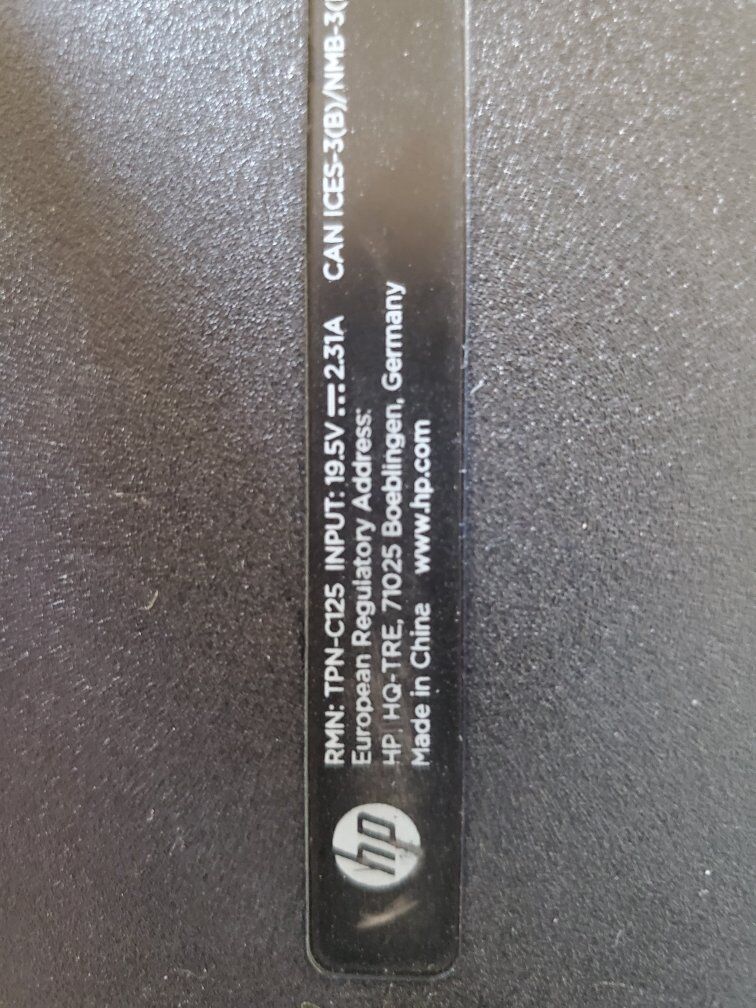 hp
RMN: TPN-C125 INPUT: 19.5V ⎓ 2.31A CAN ICES-3(B)/NMB-3(
European Regulatory Address:
HP, HQ-TRE, 71025 Boeblingen, Germany
Made in China www.hp.com